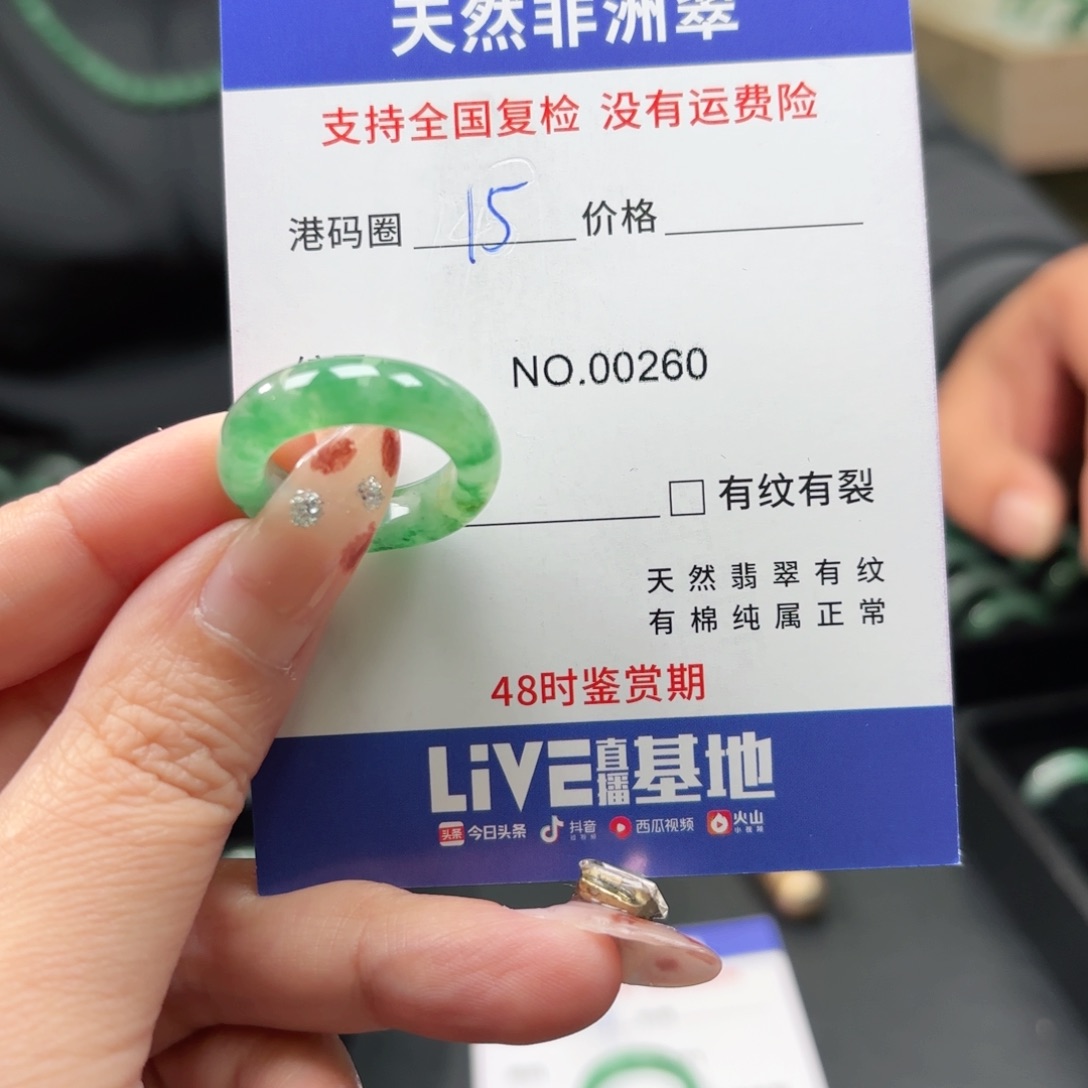 天然非洲翠
支持全国复检 没有运费险
港码圈 15 价格
NO.00260
有纹有裂
天然翡翠有纹
有棉纯属正常
48时鉴赏期
LiVE直播基地
头条 今日头条 抖音 西瓜视频 火山